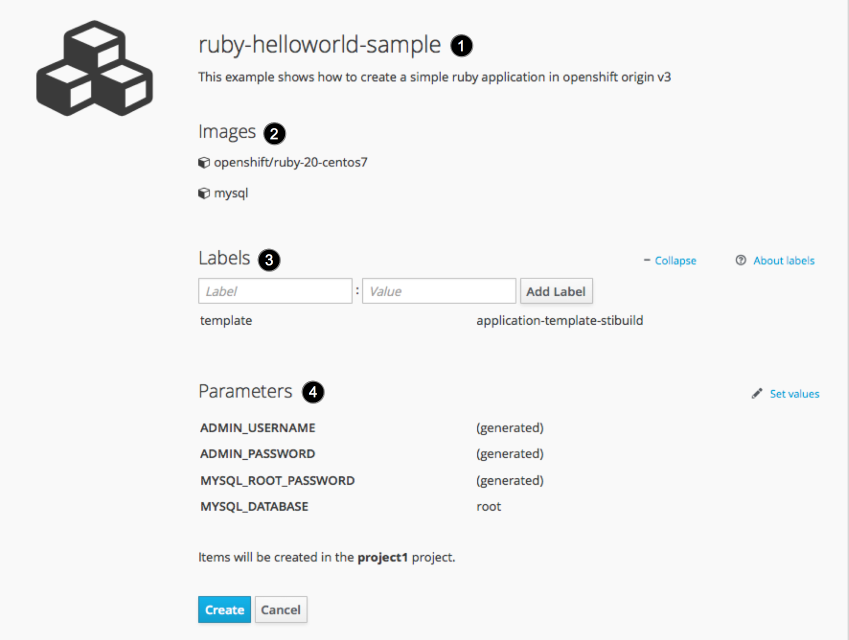 ruby-helloworld-sample 1
This example shows how to create a simple ruby application in openshift origin v3
Images 2
openshift/ruby-20-centos7
mysql
Labels 3 − Collapse About labels
Label : Value Add Label
template application-template-stibuild
Parameters 4 Set values
ADMIN_USERNAME (generated)
ADMIN_PASSWORD (generated)
MYSQL_ROOT_PASSWORD (generated)
MYSQL_DATABASE root
Items will be created in the project1 project.
Create Cancel